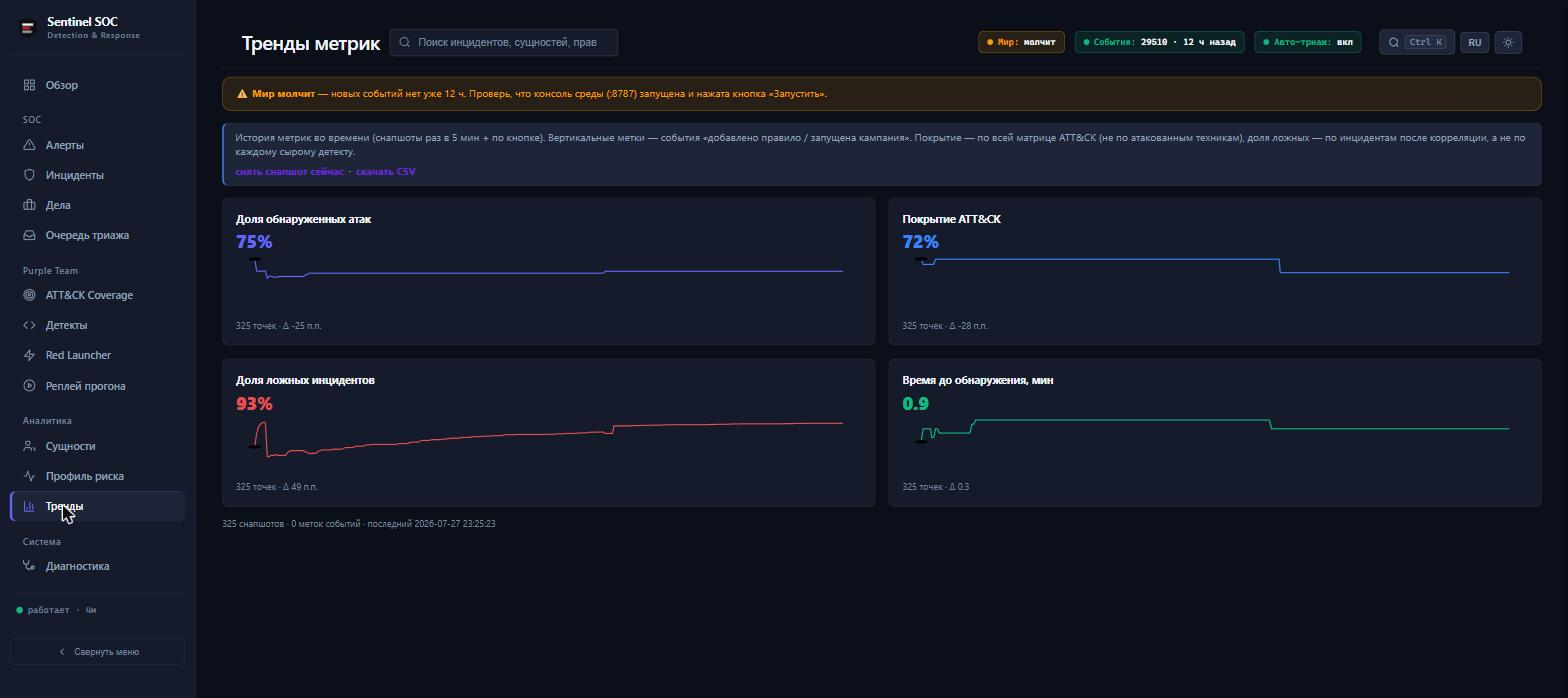 Sentinel SOC
Detection & Response
Обзор
SOC
Алерты
Инциденты
Дела
Очередь триажа
Purple Team
ATT&CK Coverage
Детекты
Red Launcher
Реплей прогона
Аналитика
Сущности
Профиль риска
Тренды
Система
Диагностика
работает · 4м
Свернуть меню
Тренды метрик
Поиск инцидентов, сущностей, прав
Мир: молчит
События: 29510 · 12 ч назад
Авто-триаж: вкл
Ctrl K
RU
Мир молчит — новых событий нет уже 12 ч. Проверь, что консоль среды (:8787) запущена и нажата кнопка «Запустить».
История метрик во времени (снапшоты раз в 5 мин + по кнопке). Вертикальные метки — события «добавлено правило / запущена кампания». Покрытие — по всей матрице ATT&CK (не по атакованным техникам), доля ложных — по инцидентам после корреляции, а не по
каждому сырому детекту.
снять снапшот сейчас · скачать CSV
Доля обнаруженных атак
75%
325 точек · Δ -25 п.п.
Покрытие ATT&CK
72%
325 точек · Δ -28 п.п.
Доля ложных инцидентов
93%
325 точек · Δ 49 п.п.
Время до обнаружения, мин
0.9
325 точек · Δ 0.3
325 снапшотов · 0 меток событий · последний 2026-07-27 23:25:23